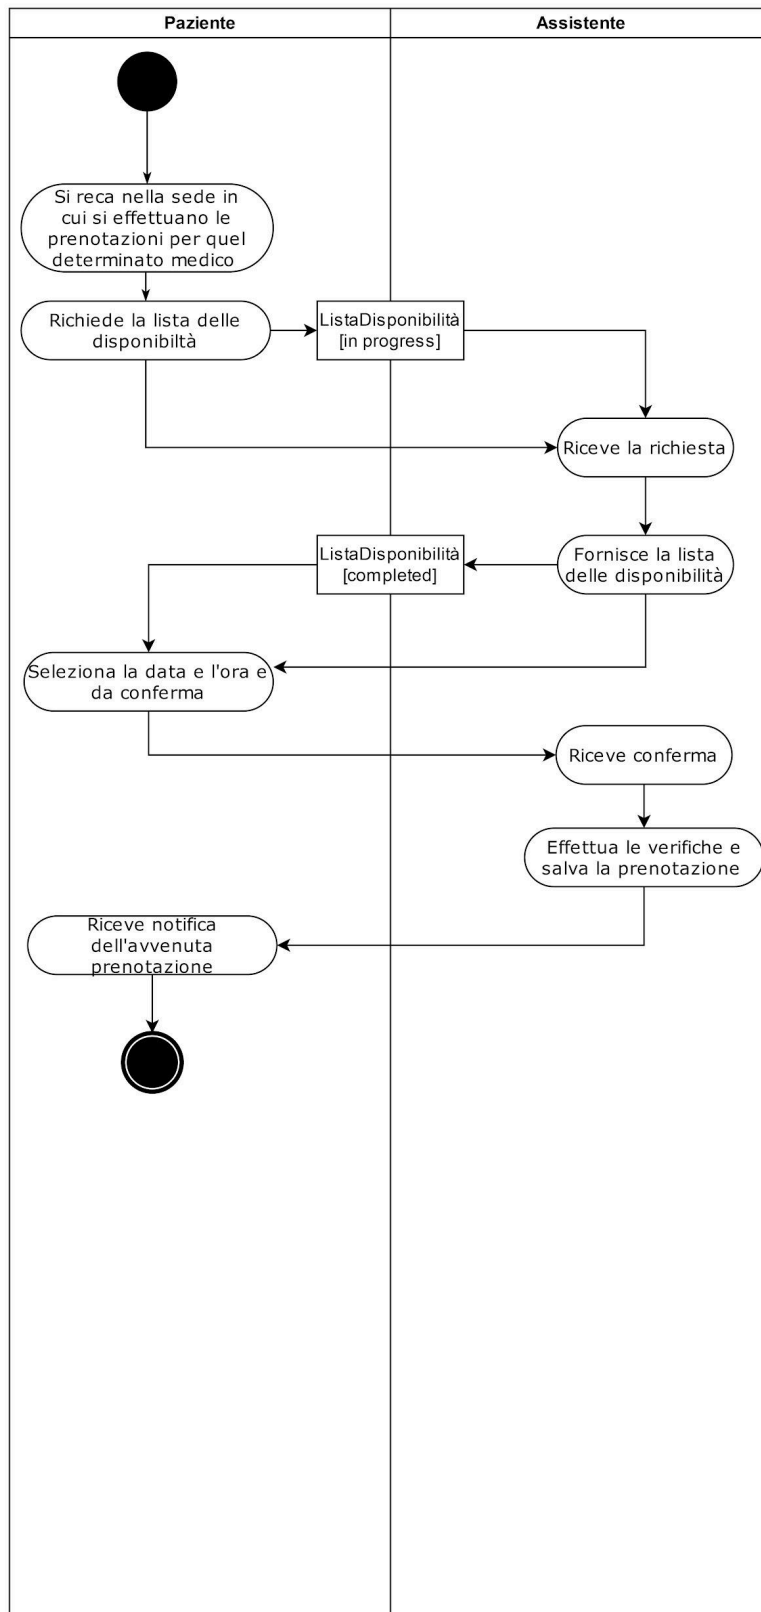 Paziente
Assistente
Si reca nella sede in
cui si effettuano le
prenotazioni per quel
determinato medico
Richiede la lista delle
disponibiltà
ListaDisponibilità
[in progress]
Riceve la richiesta
ListaDisponibilità
[completed]
Fornisce la lista
delle disponibilità
Seleziona la data e l'ora e
da conferma
Riceve conferma
Effettua le verifiche e
salva la prenotazione
Riceve notifica
dell'avvenuta
prenotazione